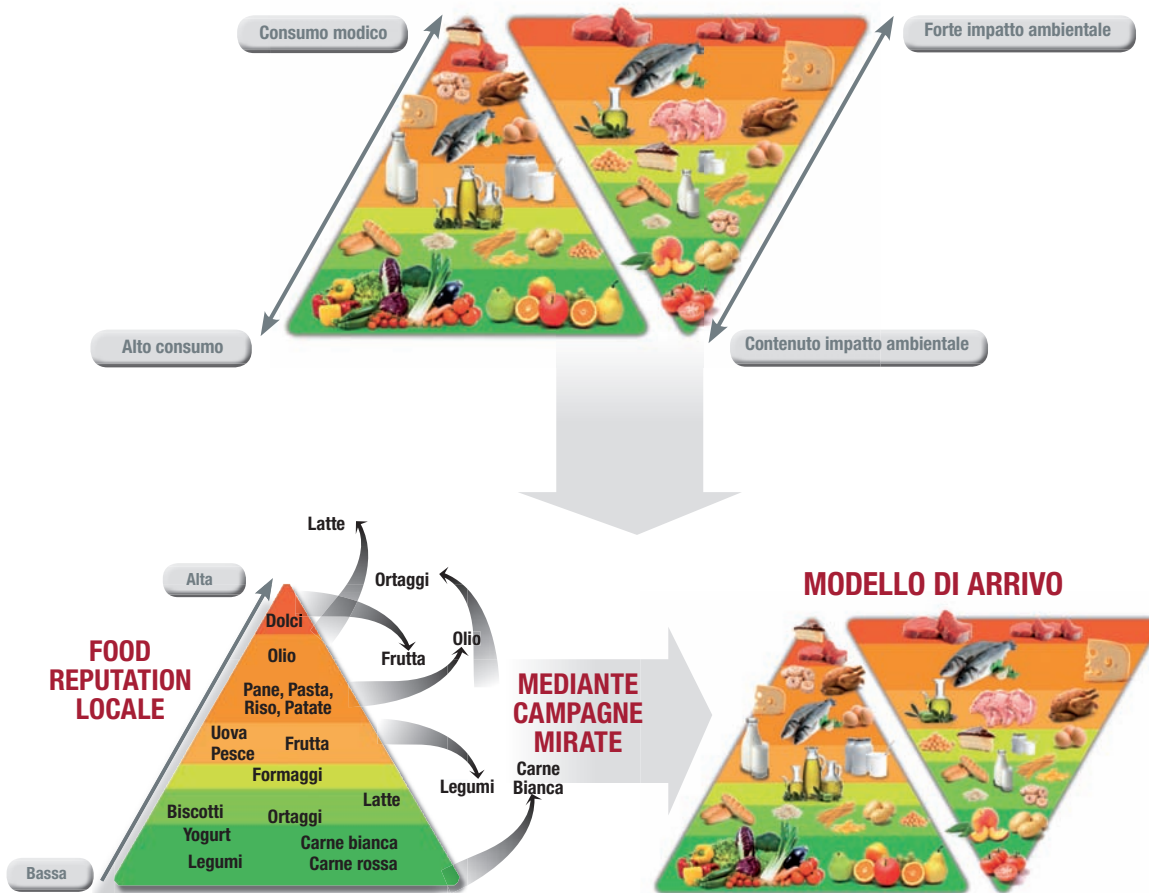 Consumo modico
Forte impatto ambientale
Alto consumo
Contenuto impatto ambientale
Latte
Alta
Ortaggi
MODELLO DI ARRIVO
Dolci
FOOD
REPUTATION
LOCALE
Olio
Frutta
Olio
Pane, Pasta,
Riso, Patate
MEDIANTE
CAMPAGNE
MIRATE
Uova
Pesce
Frutta
Formaggi
Legumi
Carne
Bianca
Biscotti
Ortaggi
Latte
Yogurt
Legumi
Carne bianca
Carne rossa
Bassa